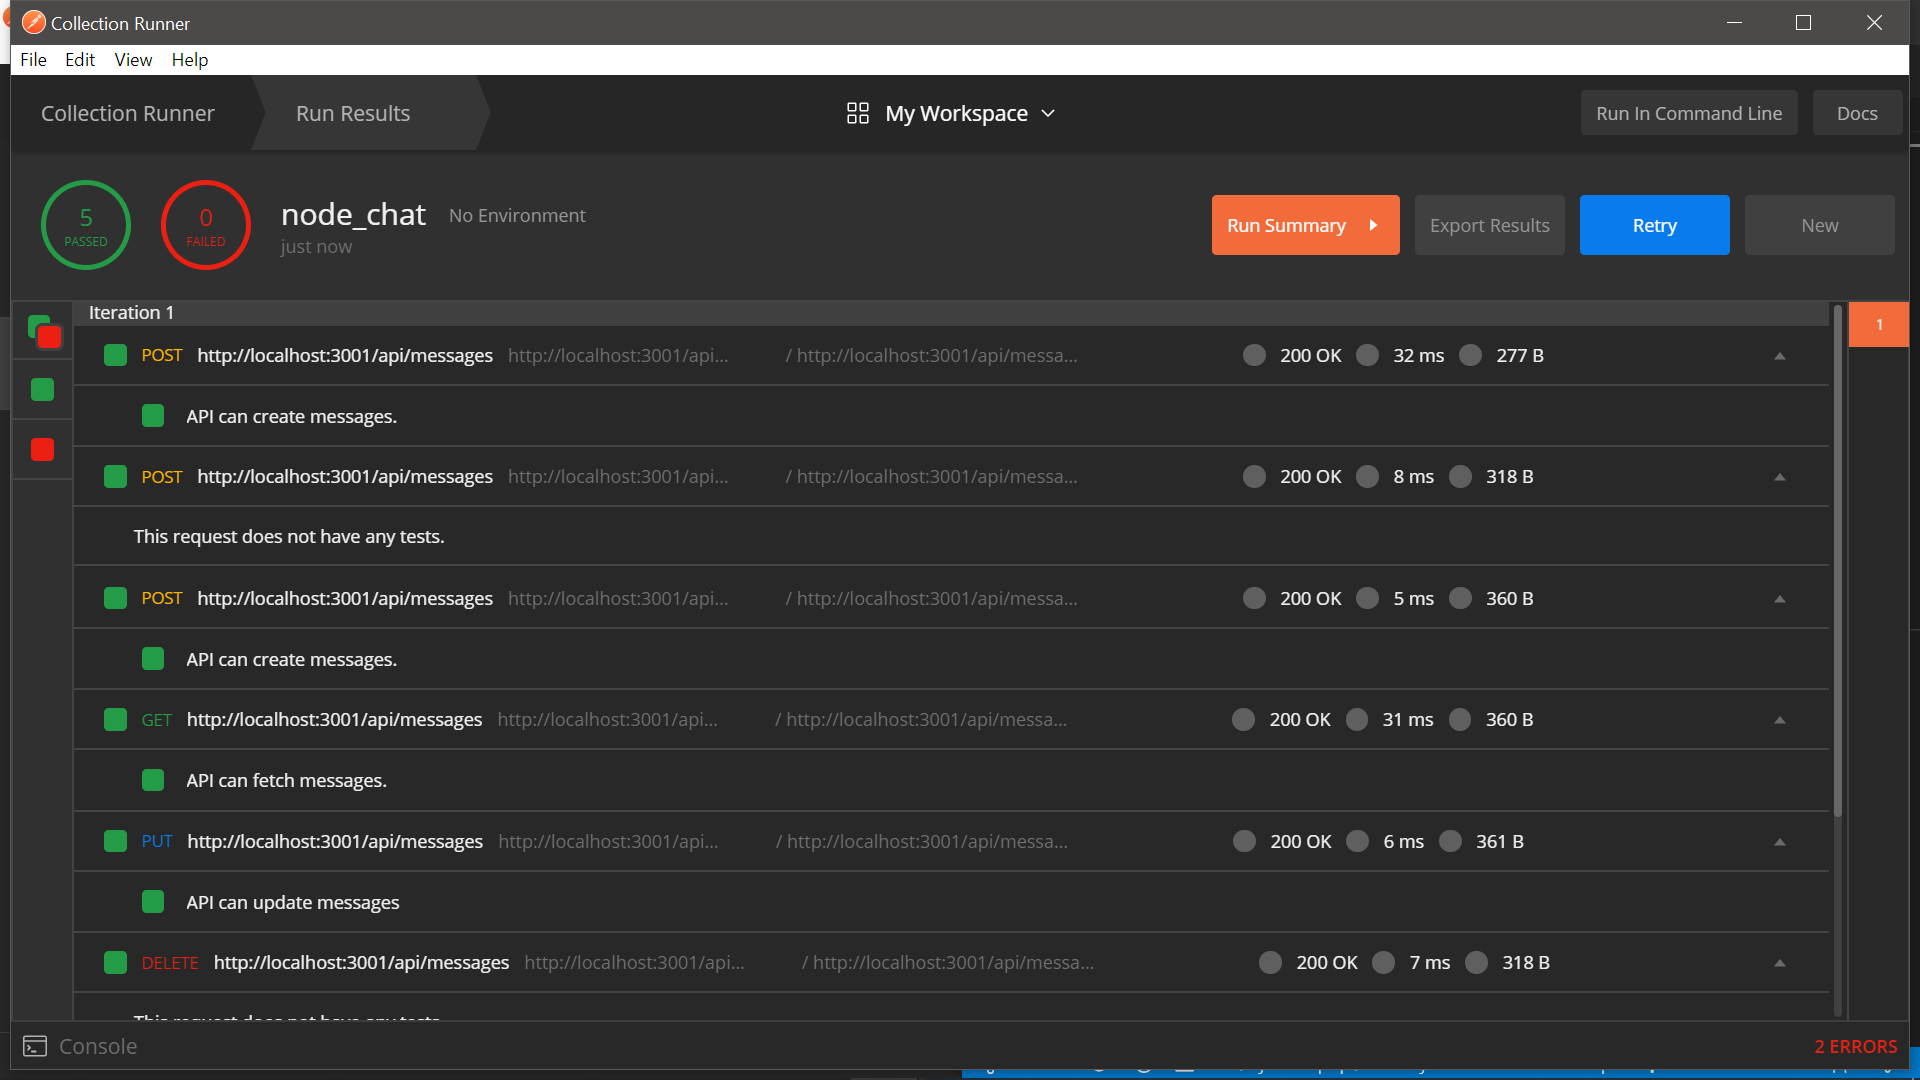 Collection Runner
File Edit View Help
Collection Runner Run Results My Workspace Run In Command Line Docs
5 PASSED
0 FAILED
node_chat No Environment
just now
Run Summary Export Results Retry New
Iteration 1
1
POST http://localhost:3001/api/messages http://localhost:3001/api... / http://localhost:3001/api/messa... 200 OK 32 ms 277 B
API can create messages.
POST http://localhost:3001/api/messages http://localhost:3001/api... / http://localhost:3001/api/messa... 200 OK 8 ms 318 B
This request does not have any tests.
POST http://localhost:3001/api/messages http://localhost:3001/api... / http://localhost:3001/api/messa... 200 OK 5 ms 360 B
API can create messages.
GET http://localhost:3001/api/messages http://localhost:3001/api... / http://localhost:3001/api/messa... 200 OK 31 ms 360 B
API can fetch messages.
PUT http://localhost:3001/api/messages http://localhost:3001/api... / http://localhost:3001/api/messa... 200 OK 6 ms 361 B
API can update messages
DELETE http://localhost:3001/api/messages http://localhost:3001/api... / http://localhost:3001/api/messa... 200 OK 7 ms 318 B
This request does not have any tests.
Console 2 ERRORS